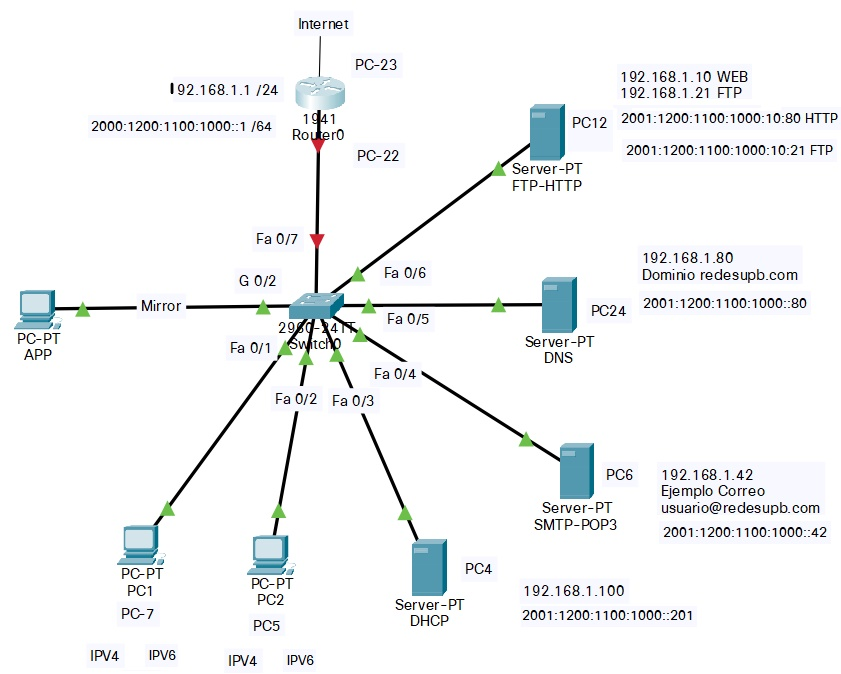 Internet
PC-23
192.168.1.1 /24
1941
Router0
2000:1200:1100:1000::1 /64
PC-22
192.168.1.10 WEB
192.168.1.21 FTP
PC12
2001:1200:1100:1000:10:80 HTTP
2001:1200:1100:1000:10:21 FTP
Server-PT
FTP-HTTP
Fa 0/7
G 0/2
Fa 0/6
192.168.1.80
Dominio redesupb.com
2001:1200:1100:1000::80
PC24
Server-PT
DNS
Mirror
PC-PT
APP
2960-24TT
Switch0
Fa 0/5
Fa 0/1
Fa 0/4
Fa 0/2
Fa 0/3
PC6
192.168.1.42
Ejemplo Correo
usuario@redesupb.com
2001:1200:1100:1000::42
Server-PT
SMTP-POP3
PC-PT
PC1
PC-7
IPV4
IPV6
PC-PT
PC2
PC5
IPV4
IPV6
PC4
Server-PT
DHCP
192.168.1.100
2001:1200:1100:1000::201